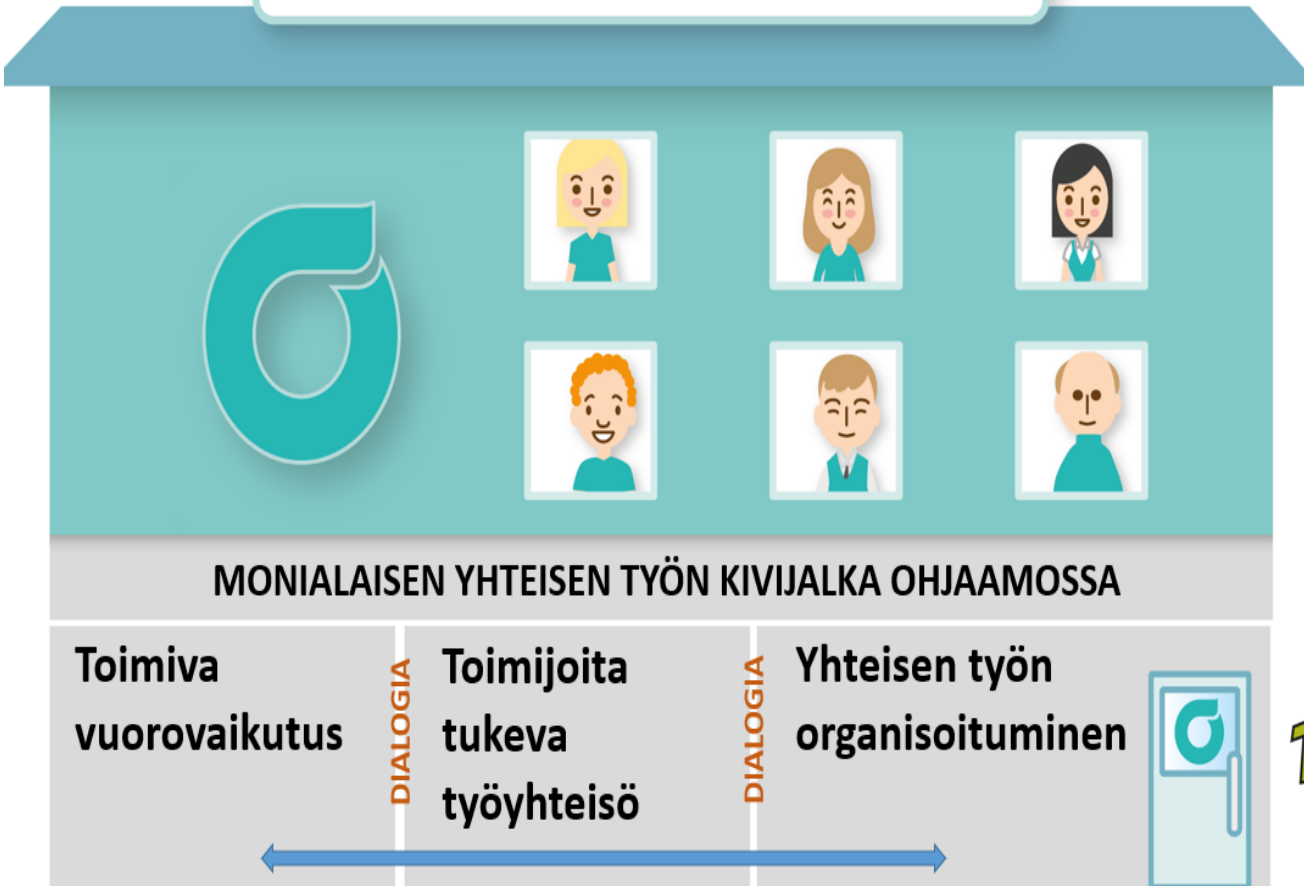 MONIALAISEN YHTEISEN TYÖN KIVIJALKA OHJAAMOSSA
Toimiva
vuorovaikutus
DIALOGIA
Toimijoita
tukeva
työyhteisö
DIALOGIA
Yhteisen työn
organisoituminen